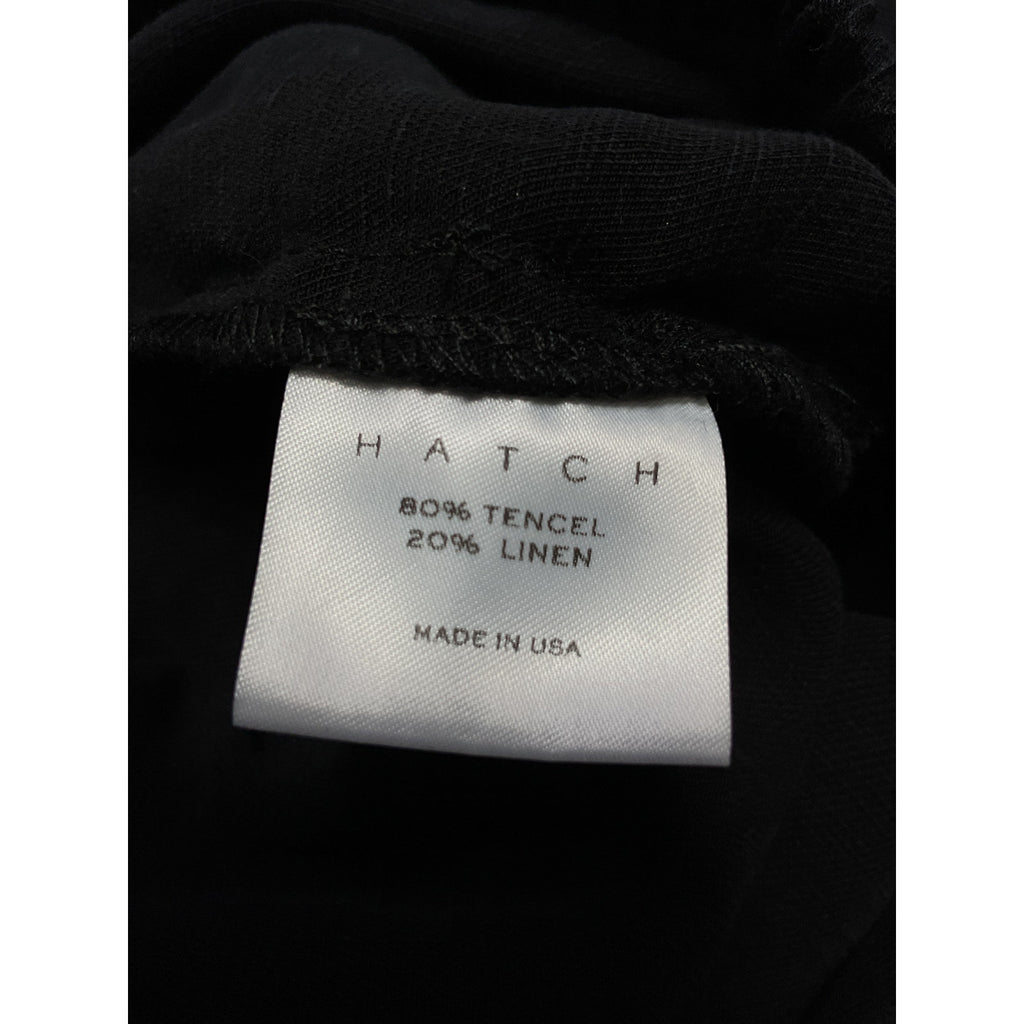 HATCH
80% TENCEL
20% LINEN
MADE IN USA